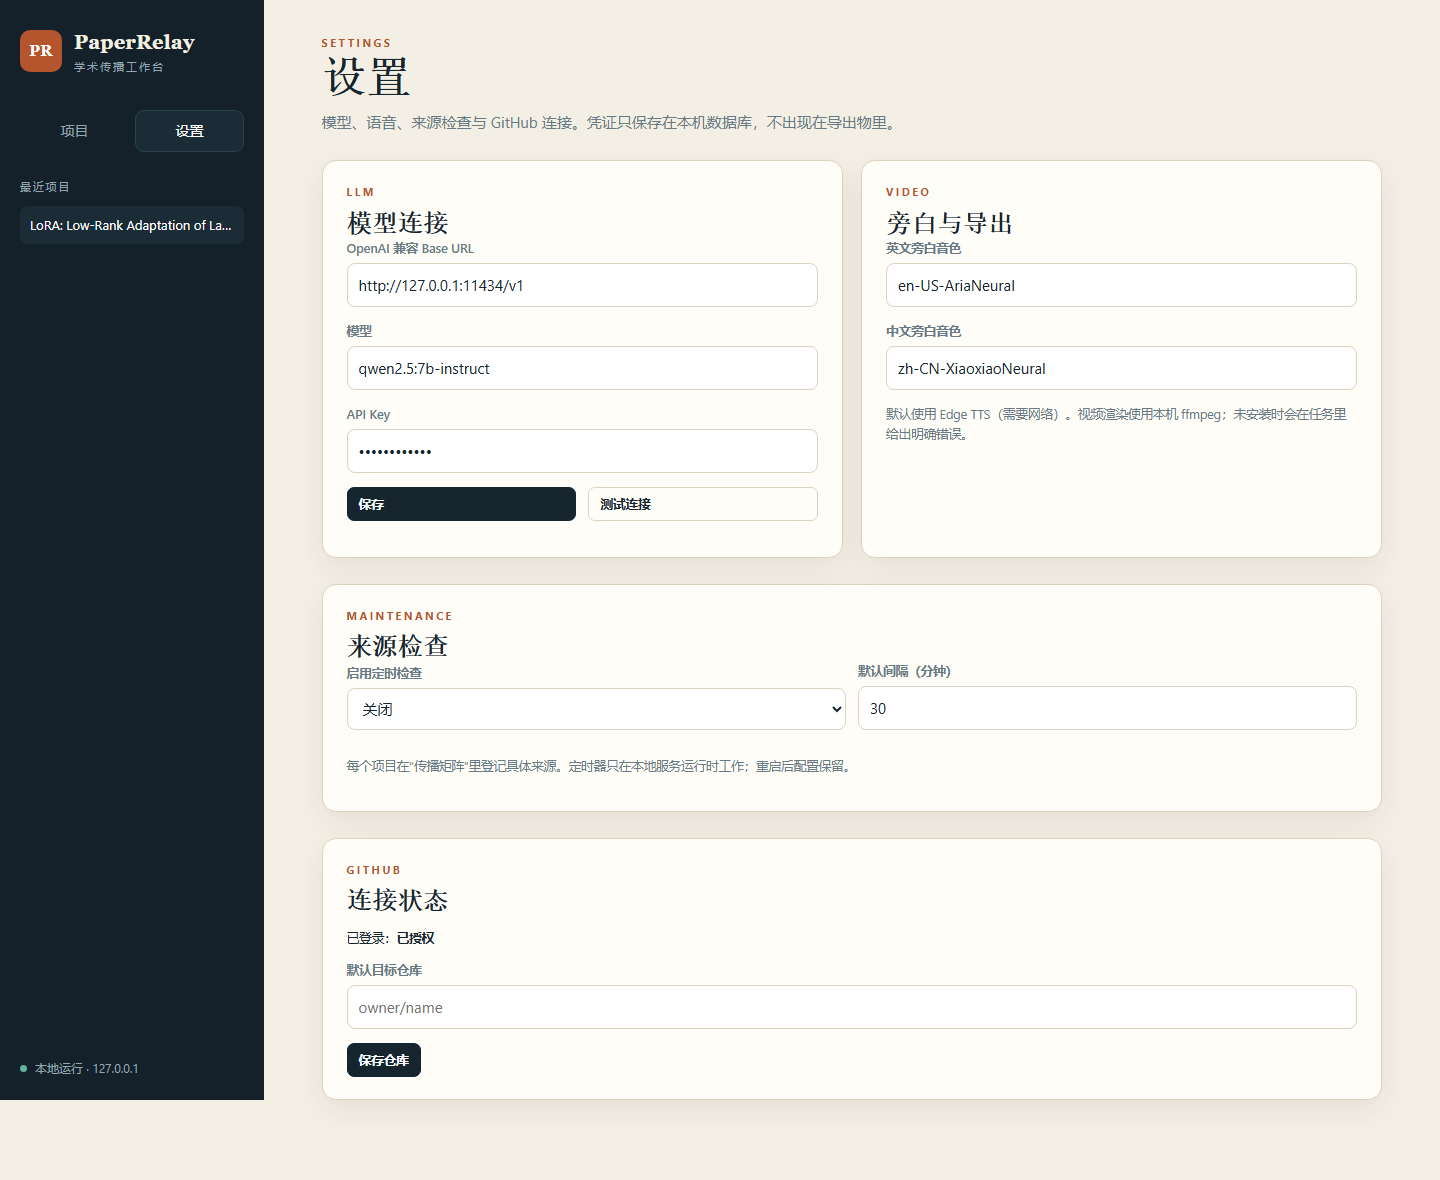 PR
PaperRelay
学术传播工作台
项目
设置
最近项目
LoRA: Low-Rank Adaptation of La...
本地运行 · 127.0.0.1
SETTINGS
设置
模型、语音、来源检查与 GitHub 连接。凭证只保存在本机数据库，不出现在导出物里。
LLM
模型连接
OpenAI 兼容 Base URL
http://127.0.0.1:11434/v1
模型
qwen2.5:7b-instruct
API Key
••••••••••••
保存
测试连接
VIDEO
旁白与导出
英文旁白音色
en-US-AriaNeural
中文旁白音色
zh-CN-XiaoxiaoNeural
默认使用 Edge TTS（需要网络）。视频渲染使用本机 ffmpeg；未安装时会在任务里
给出明确错误。
MAINTENANCE
来源检查
启用定时检查
关闭
默认间隔（分钟）
30
每个项目在“传播矩阵”里登记具体来源。定时器只在本地服务运行时工作；重启后配置保留。
GITHUB
连接状态
已登录：已授权
默认目标仓库
owner/name
保存仓库